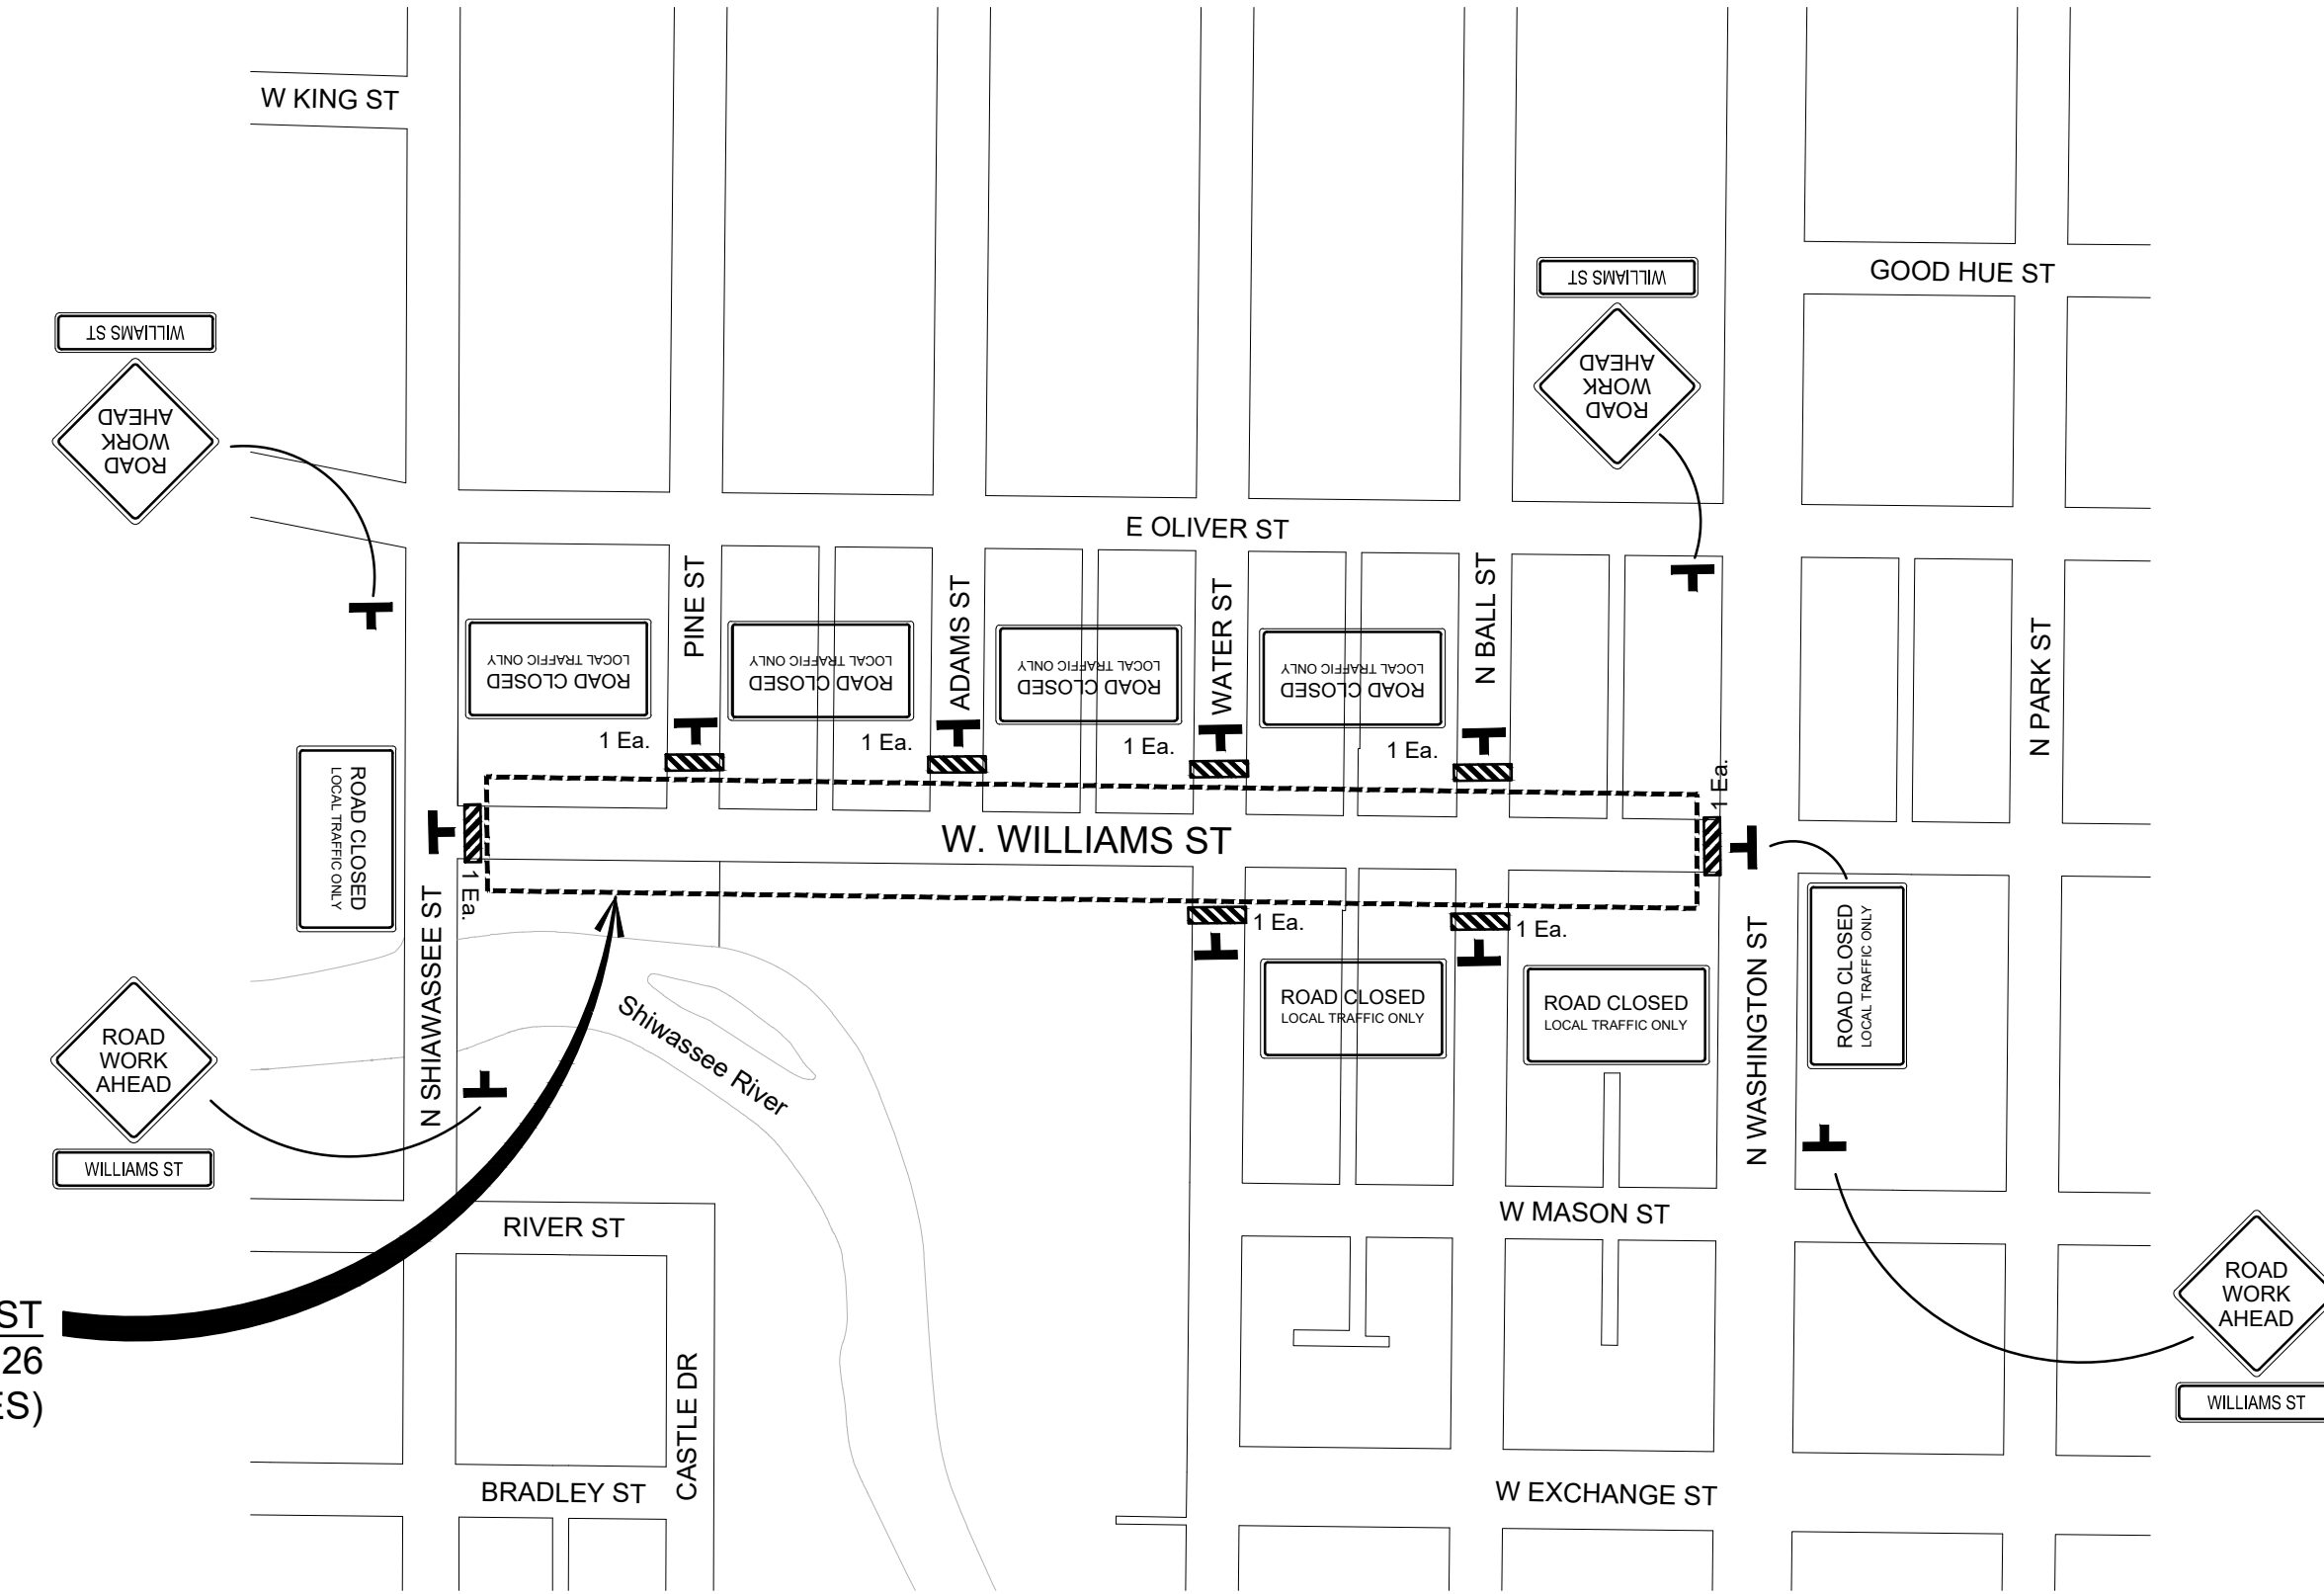 W KING ST
WILLIAMS ST
GOOD HUE ST
WILLIAMS ST
ROAD
WORK
AHEAD
ROAD
WORK
AHEAD
E OLIVER ST
PINE ST
ADAMS ST
WATER ST
N BALL ST
N PARK ST
ROAD CLOSED
LOCAL TRAFFIC ONLY
ROAD CLOSED
LOCAL TRAFFIC ONLY
ROAD CLOSED
LOCAL TRAFFIC ONLY
ROAD CLOSED
LOCAL TRAFFIC ONLY
1 Ea.
1 Ea.
1 Ea.
1 Ea.
1 Ea.
ROAD CLOSED
LOCAL TRAFFIC ONLY
W. WILLIAMS ST
1 Ea.
N SHIAWASSEE ST
1 Ea.
1 Ea.
ROAD CLOSED
LOCAL TRAFFIC ONLY
N WASHINGTON ST
ROAD CLOSED
LOCAL TRAFFIC ONLY
ROAD CLOSED
LOCAL TRAFFIC ONLY
Shiwassee River
ROAD
WORK
AHEAD
WILLIAMS ST
RIVER ST
W MASON ST
ROAD
WORK
AHEAD
WILLIAMS ST
ST
26
ES)
CASTLE DR
BRADLEY ST
W EXCHANGE ST